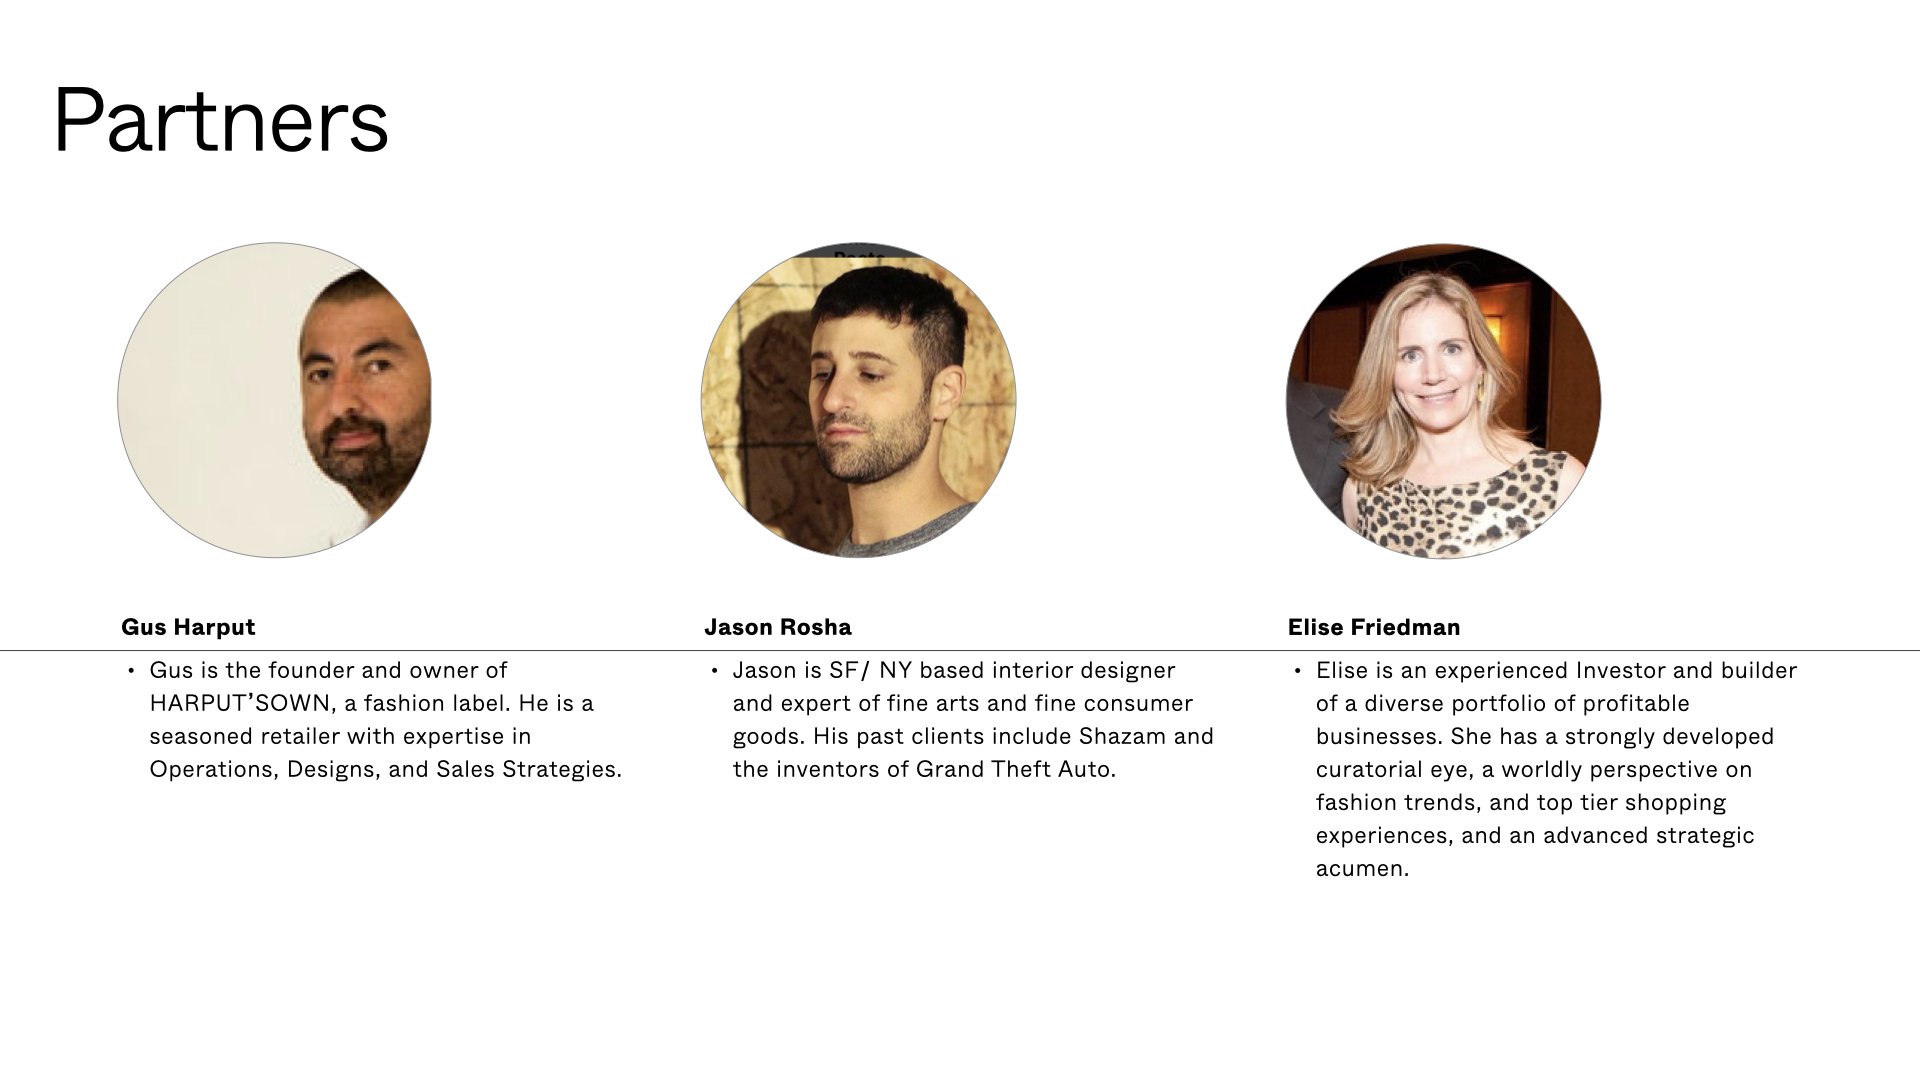 Partners
Posts
Gus Harput
• Gus is the founder and owner of
HARPUT’SOWN, a fashion label. He is a
seasoned retailer with expertise in
Operations, Designs, and Sales Strategies.
Jason Rosha
• Jason is SF/ NY based interior designer
and expert of fine arts and fine consumer
goods. His past clients include Shazam and
the inventors of Grand Theft Auto.
Elise Friedman
• Elise is an experienced Investor and builder
of a diverse portfolio of profitable
businesses. She has a strongly developed
curatorial eye, a worldly perspective on
fashion trends, and top tier shopping
experiences, and an advanced strategic
acumen.